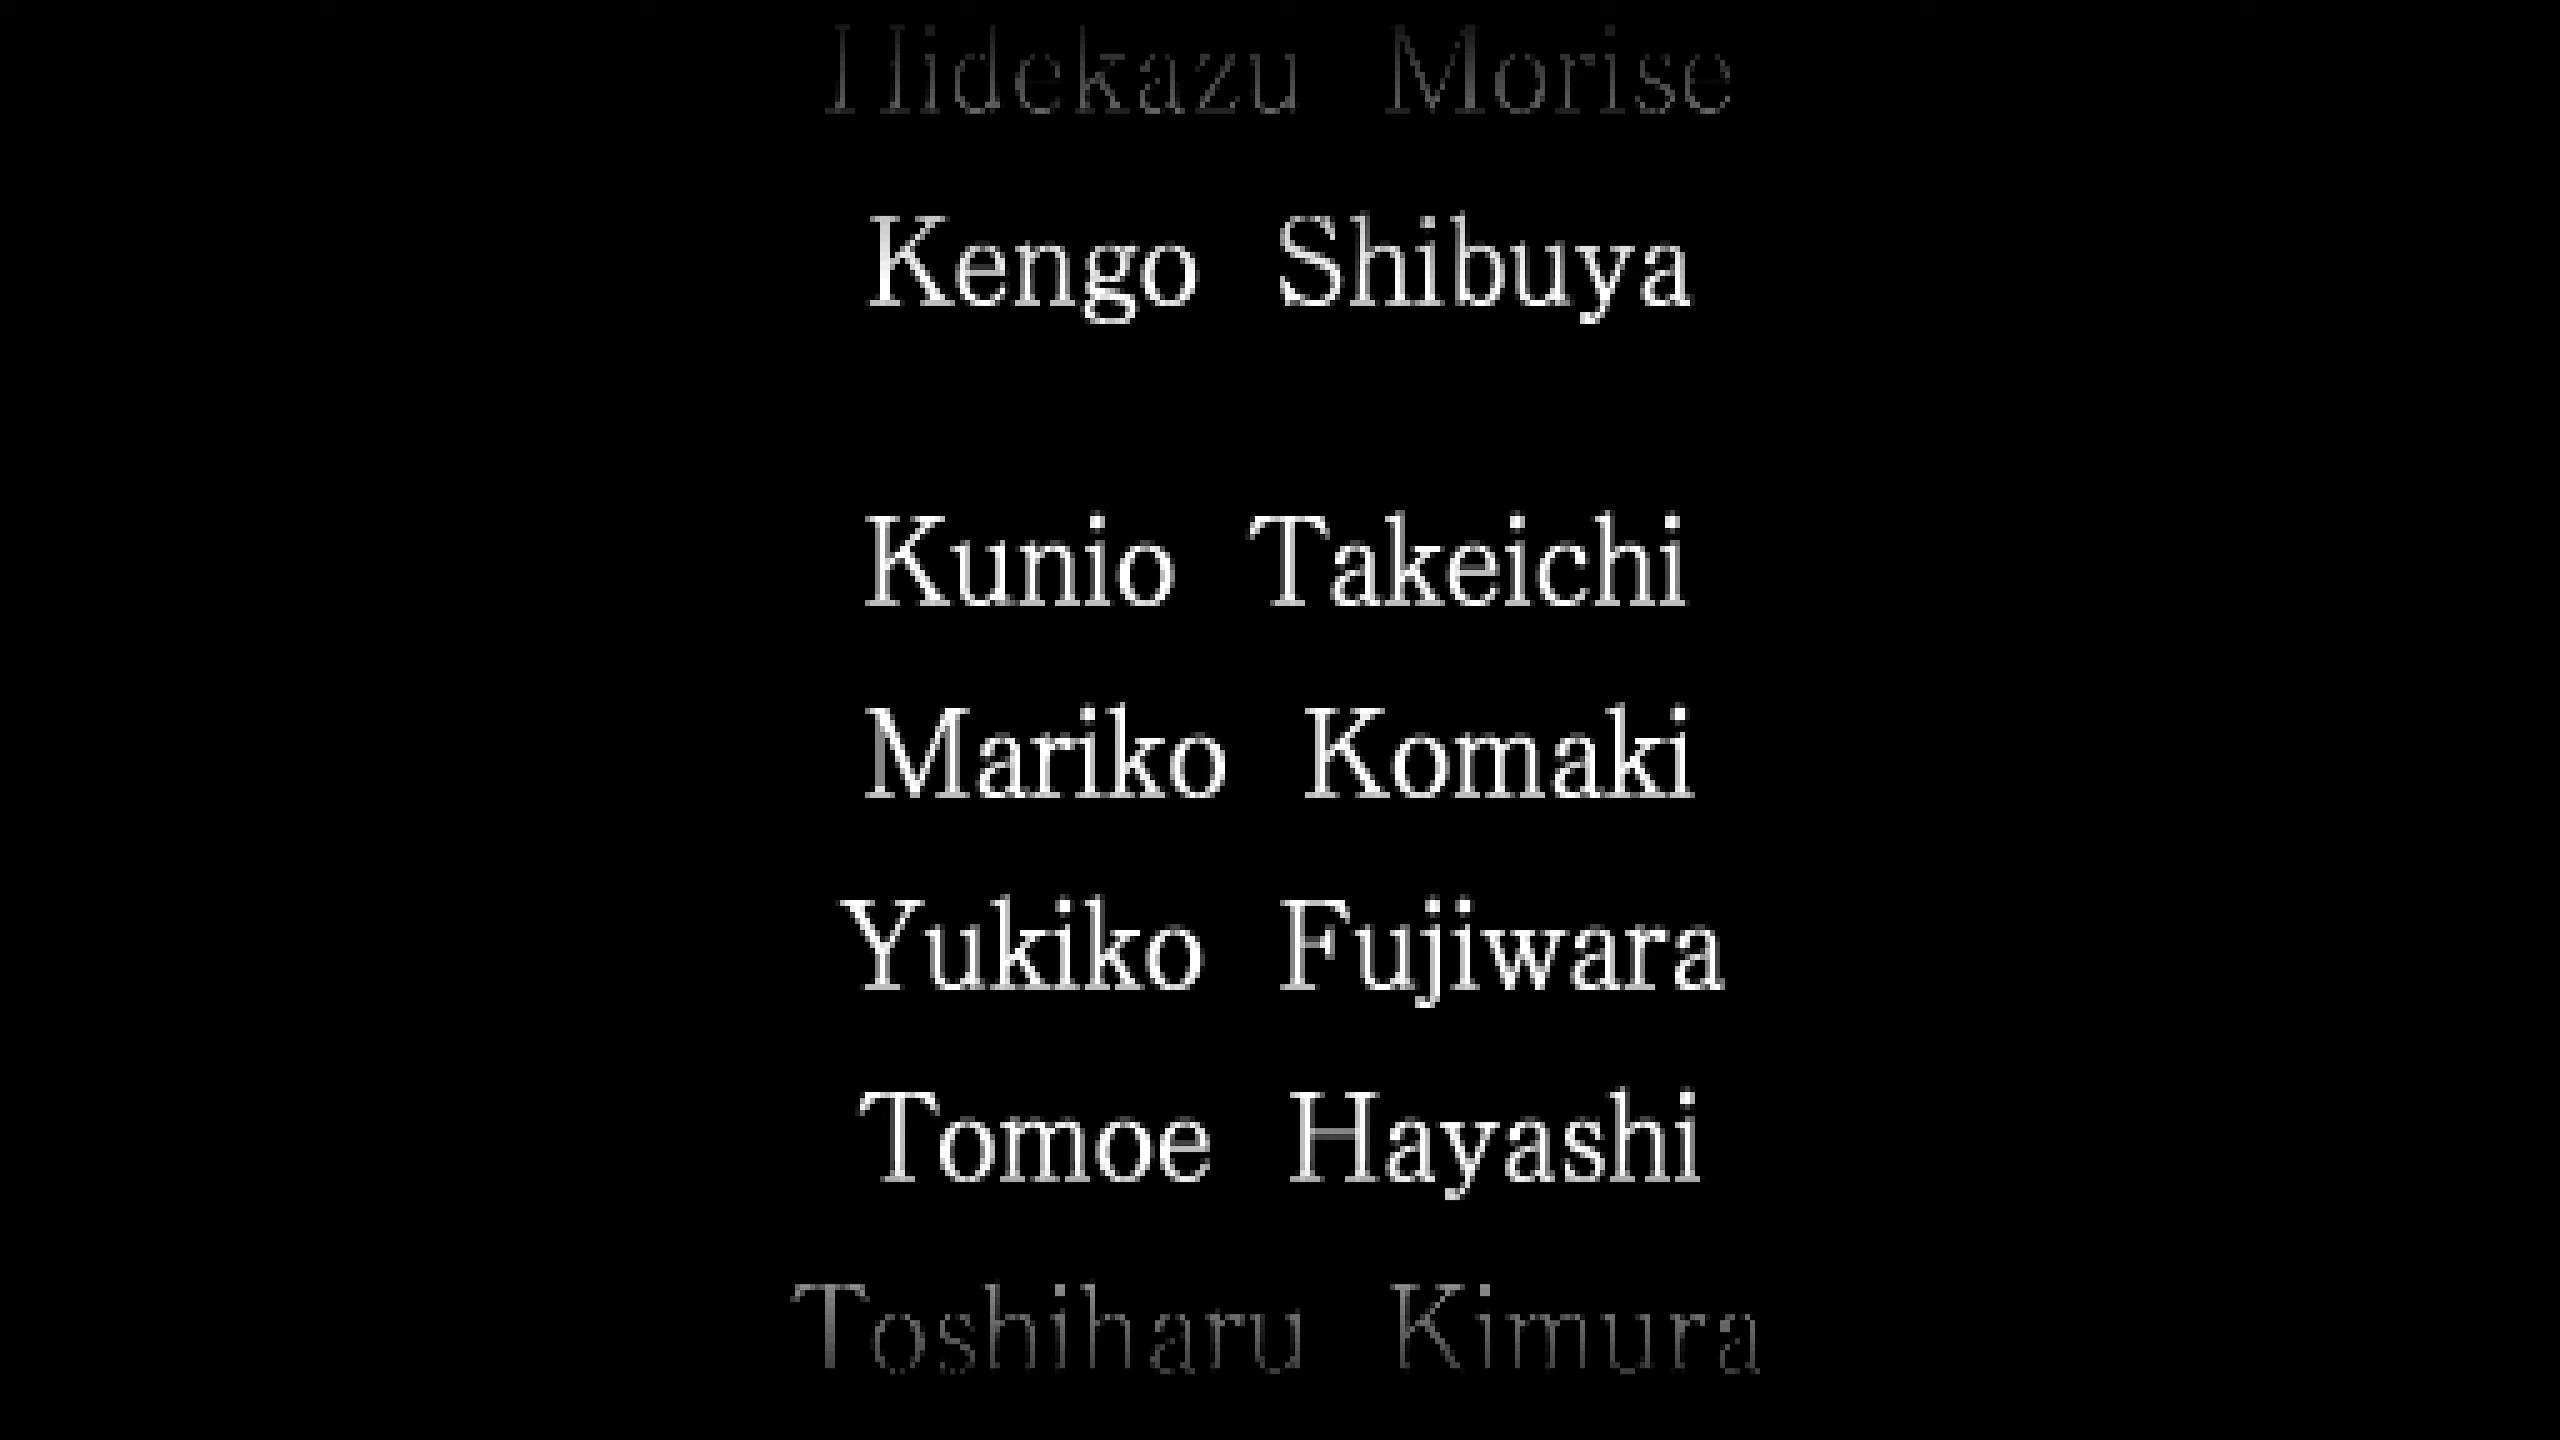 Hidekazu Morise
Kengo Shibuya
Kunio Takeichi
Mariko Komaki
Yukiko Fujiwara
Tomoe Hayashi
Toshiharu Kimura